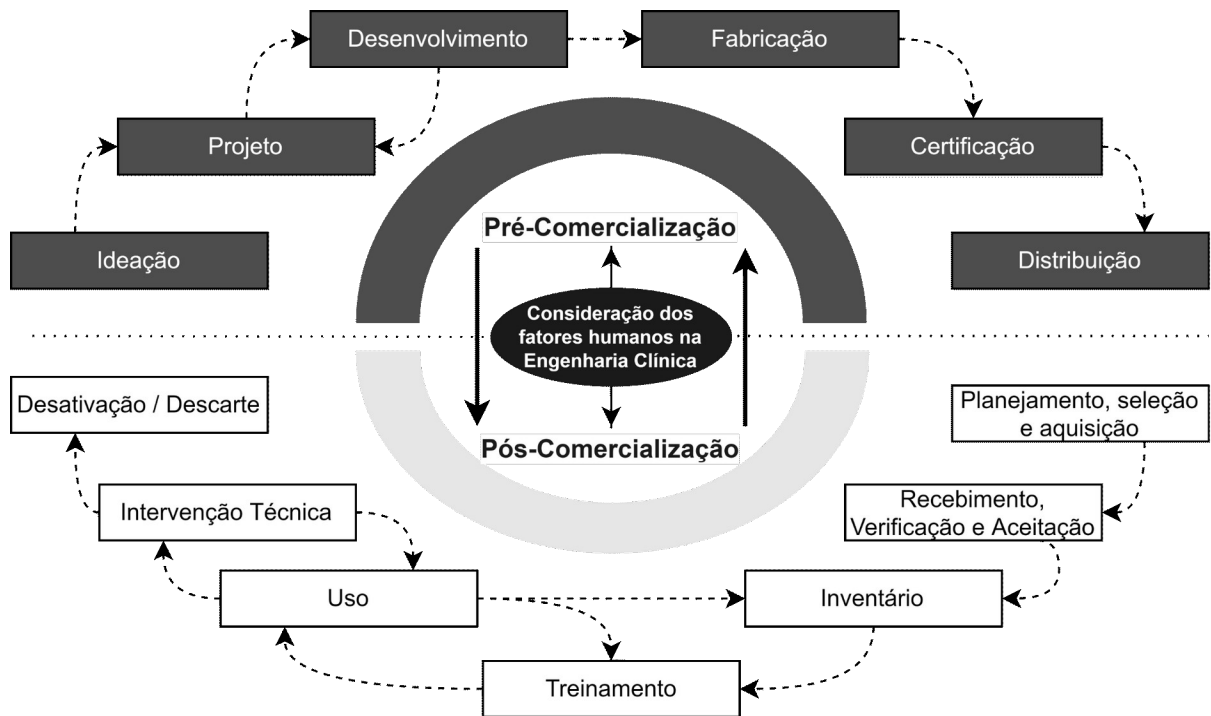 Desenvolvimento
Fabricação
Projeto
Certificação
Ideação
Distribuição
Pré-Comercialização
Consideração dos
fatores humanos na
Engenharia Clínica
Pós-Comercialização
Desativação / Descarte
Planejamento, seleção
e aquisição
Intervenção Técnica
Recebimento,
Verificação e Aceitação
Uso
Inventário
Treinamento